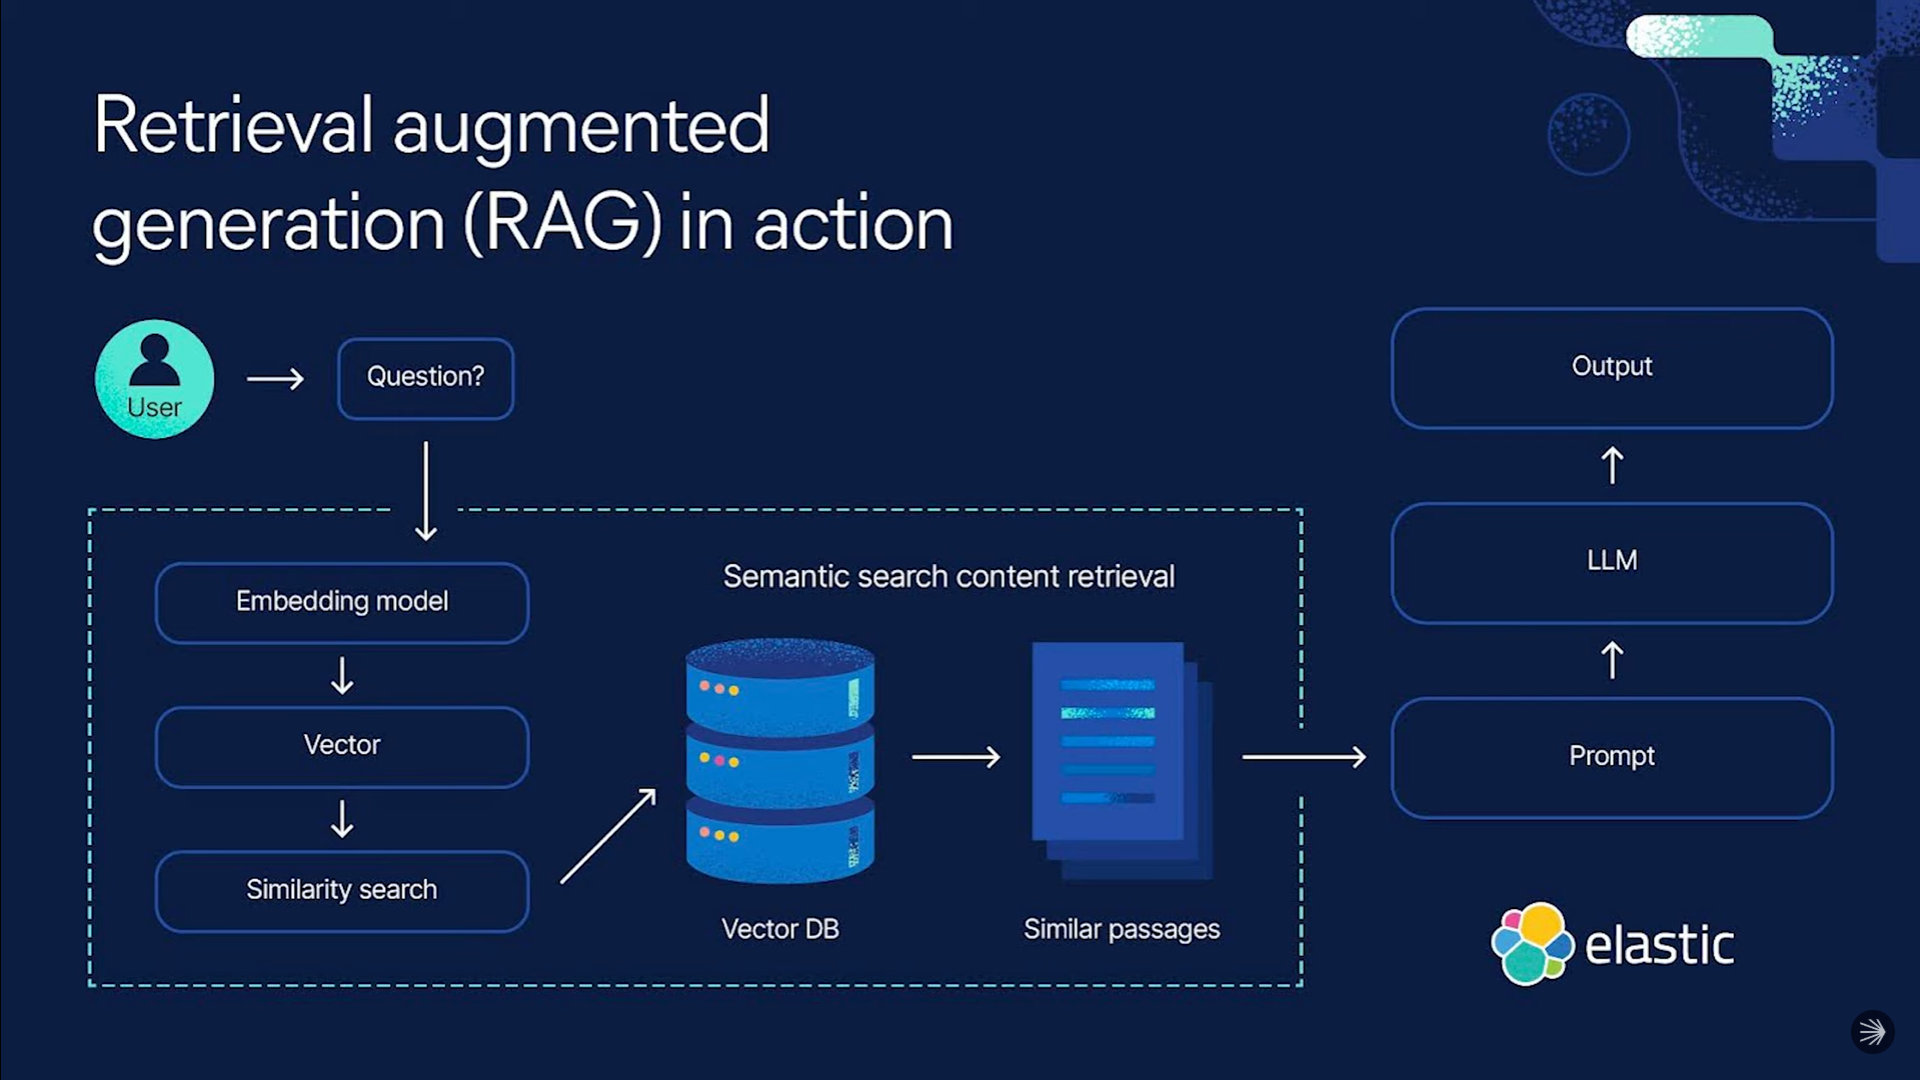 Retrieval augmented
generation (RAG) in action
User
Question?
Embedding model
Vector
Similarity search
Semantic search content retrieval
Vector DB
Similar passages
Output
LLM
Prompt
elastic